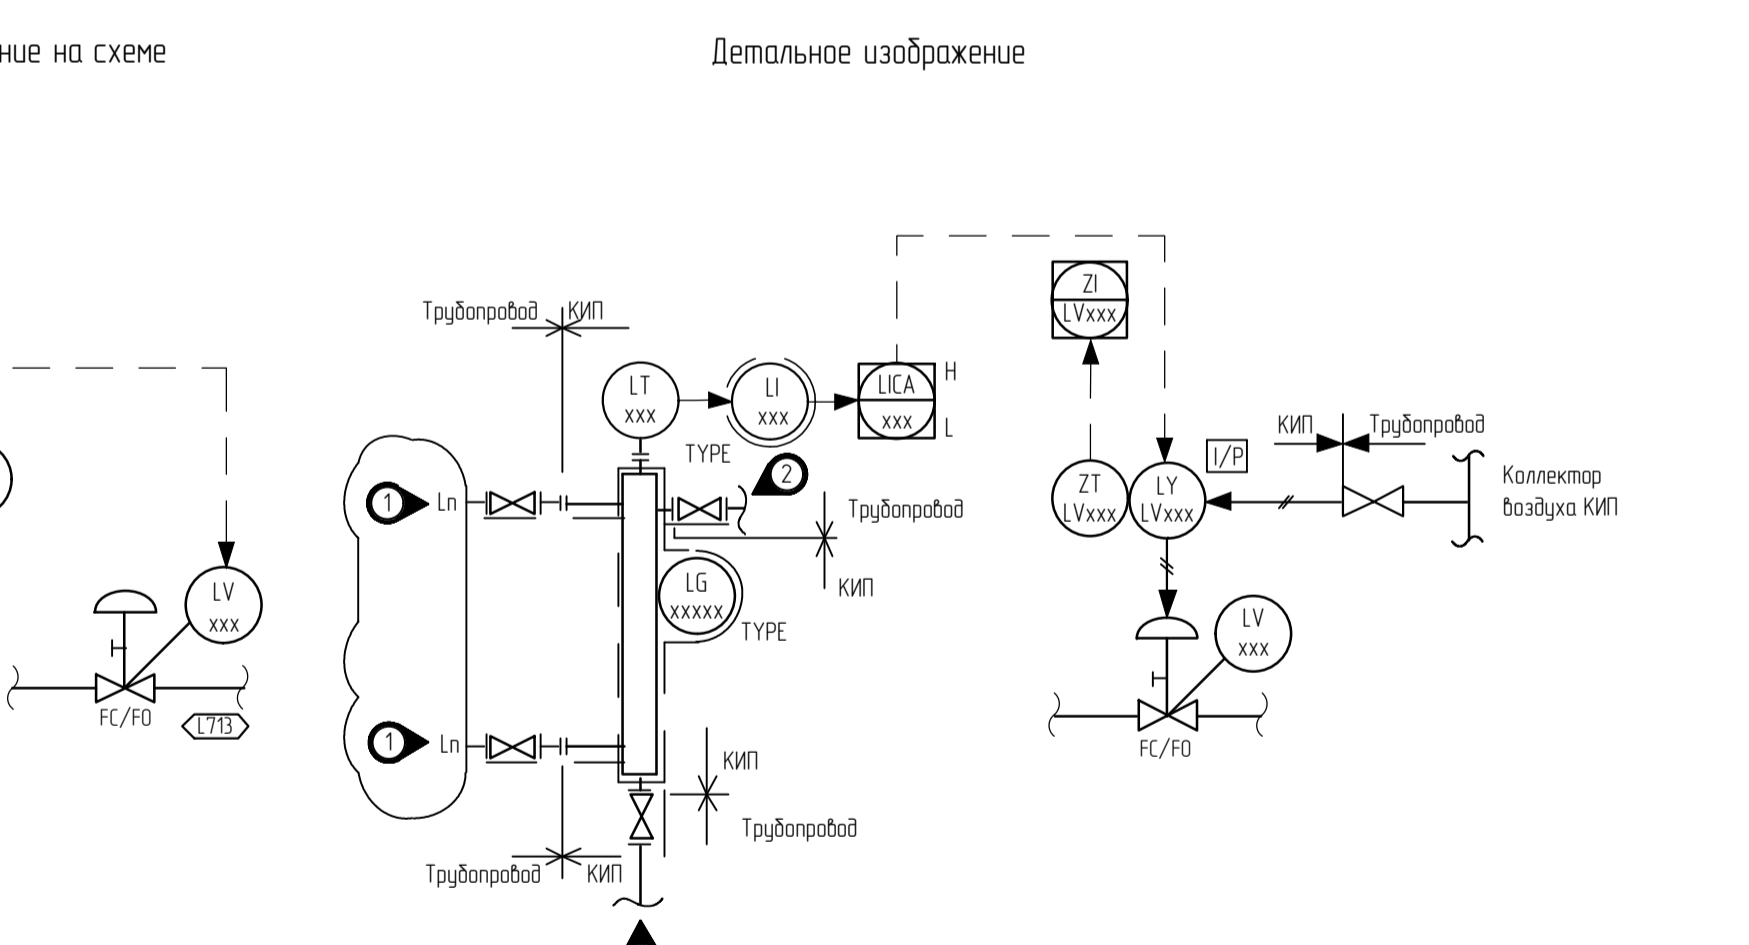 ние на схеме
Детальное изображение
ZI
LVxxx
Трубопровод
КИП
LT
xxx
LI
xxx
LICA
xxx
H
L
TYPE
2
1
Ln
Трубопровод
КИП
LG
xxxxx
TYPE
ZT
LVxxx
LY
LVxxx
I/P
КИП
Трубопровод
Коллектор
воздуха КИП
LV
xxx
FC/FO
L713
LV
xxx
FC/FO
1
Ln
КИП
Трубопровод
Трубопровод
КИП